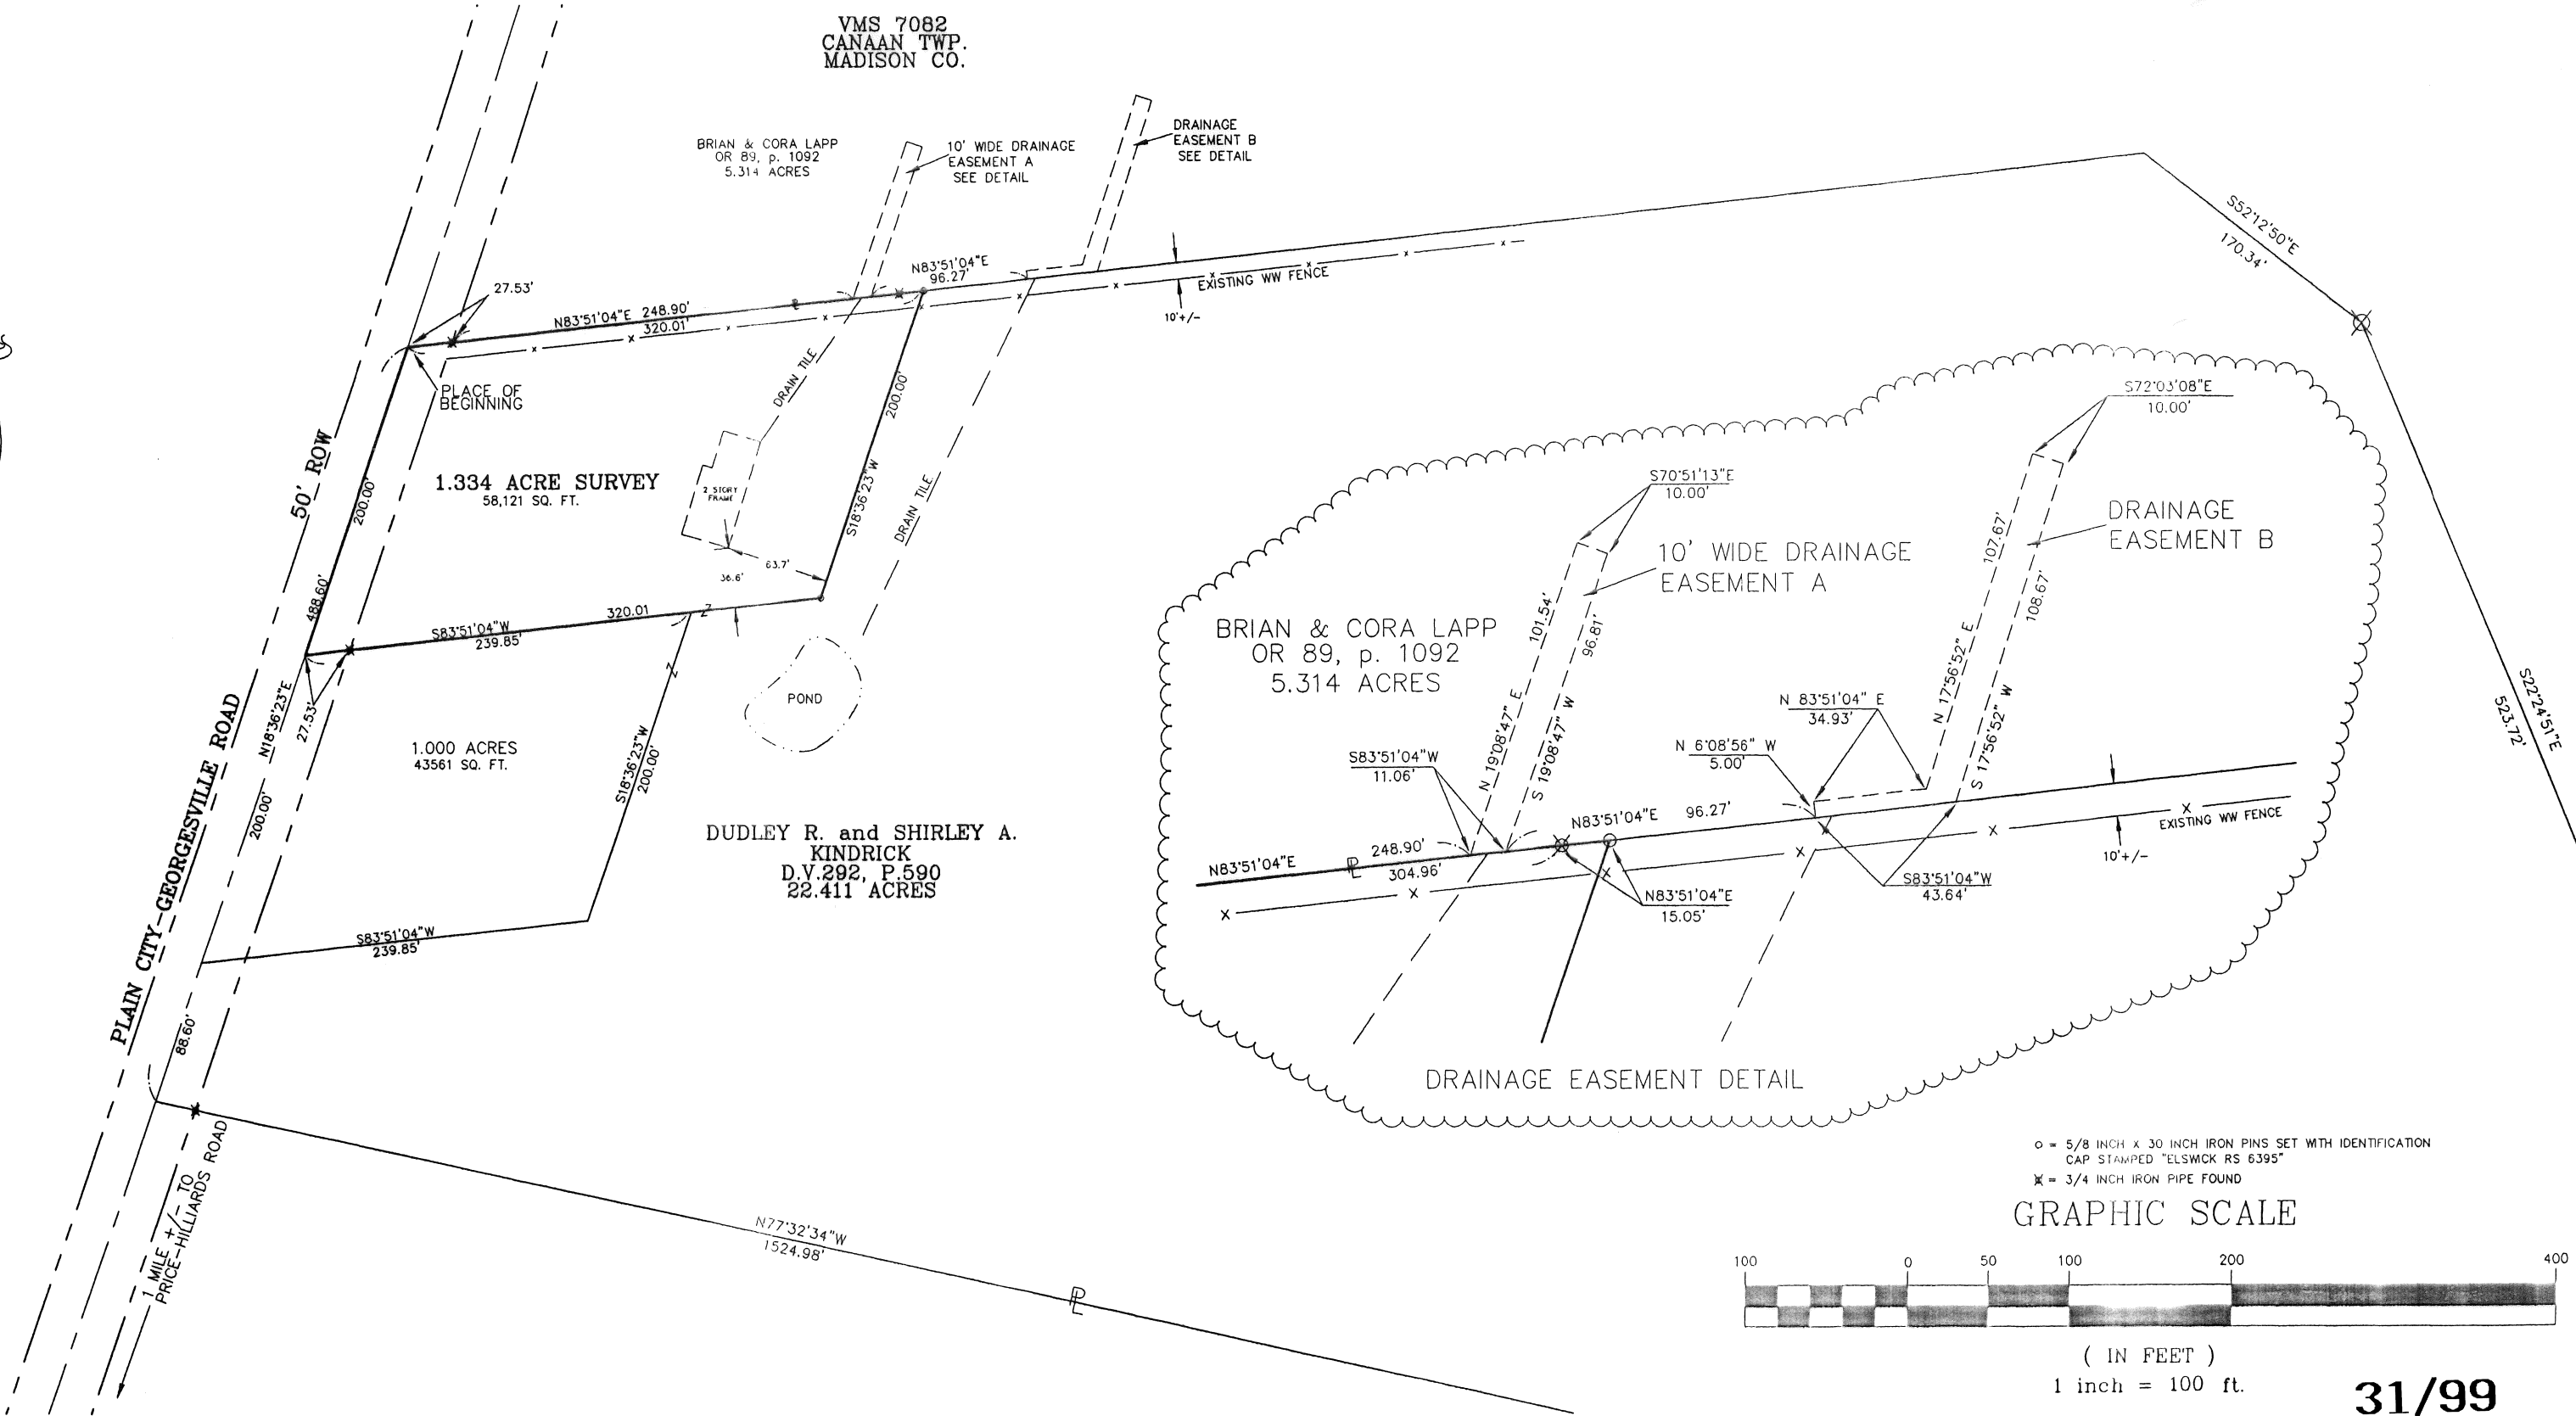 VMS 7082
CANAAN TWP.
MADISON CO.
BRIAN & CORA LAPP
OR 89, p. 1092
5.314 ACRES
10' WIDE DRAINAGE
EASEMENT A
SEE DETAIL
DRAINAGE
EASEMENT B
SEE DETAIL
S52°12'50"E
170.34'
N83°51'04"E
96.27'
EXISTING WW FENCE
10'+/-
27.53'
N83°51'04"E 248.90'
320.01'
PLACE OF
BEGINNING
DRAIN TILE
200.00'
S18°36'23"W
DRAIN TILE
50' ROW
200.00'
1.334 ACRE SURVEY
58,121 SQ. FT.
2 STORY
FRAME
63.7'
36.6'
488.60'
S83°51'04"W
239.85'
320.01
N18°36'23"E
27.53'
PLAIN CITY-GEORGESVILLE ROAD
200.00'
1.000 ACRES
43561 SQ. FT.
S18°36'23"W
200.00'
POND
DUDLEY R. and SHIRLEY A.
KINDRICK
D.V.292, P.590
22.411 ACRES
S83°51'04"W
239.85'
88.60'
1 MILE +/- TO
PRICE-HILLIARDS ROAD
N77°32'34"W
1524.98'
PL
S22°24'51"E
523.72'
S72°03'08"E
10.00'
S70°51'13"E
10.00'
10' WIDE DRAINAGE
EASEMENT A
DRAINAGE
EASEMENT B
BRIAN & CORA LAPP
OR 89, p. 1092
5.314 ACRES
101.54'
96.81'
N 19°08'47" E
S 19°08'47" W
107.67'
108.67'
N 17°56'52" E
S 17°56'52" W
N 83°51'04" E
34.93'
N 6°08'56" W
5.00'
S83°51'04"W
11.06'
N83°51'04"E
96.27'
N83°51'04"E
PL
248.90'
304.96'
N83°51'04"E
15.05'
S83°51'04"W
43.64'
EXISTING WW FENCE
10'+/-
DRAINAGE EASEMENT DETAIL
O = 5/8 INCH X 30 INCH IRON PINS SET WITH IDENTIFICATION
CAP STAMPED "ELSWICK RS 6395"
= 3/4 INCH IRON PIPE FOUND
GRAPHIC SCALE
100 0 50 100 200 400
( IN FEET )
1 inch = 100 ft.
31/99